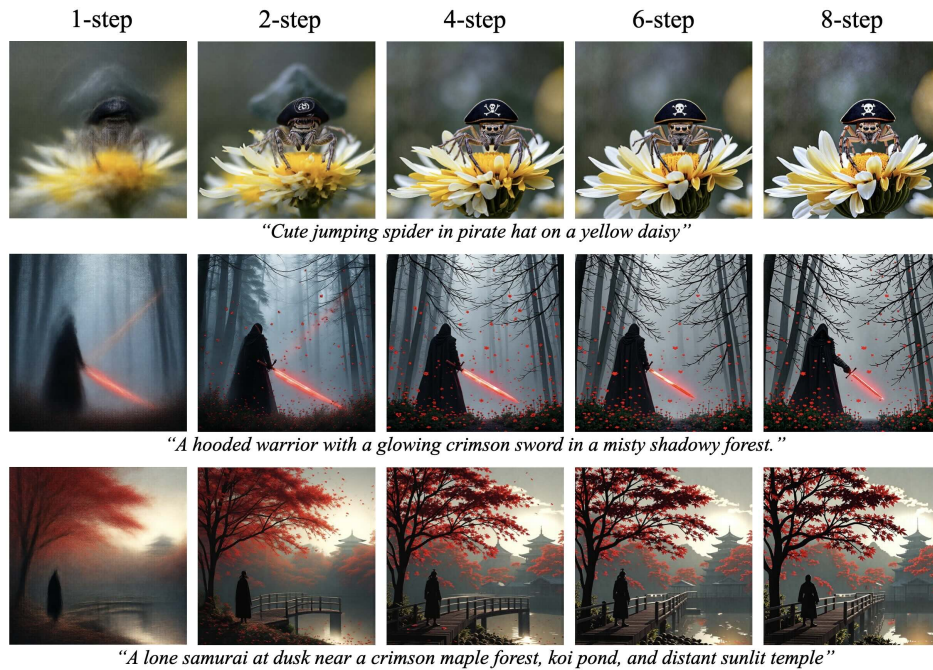 1-step 2-step 4-step 6-step 8-step
“Cute jumping spider in pirate hat on a yellow daisy”
“A hooded warrior with a glowing crimson sword in a misty shadowy forest.”
“A lone samurai at dusk near a crimson maple forest, koi pond, and distant sunlit temple”